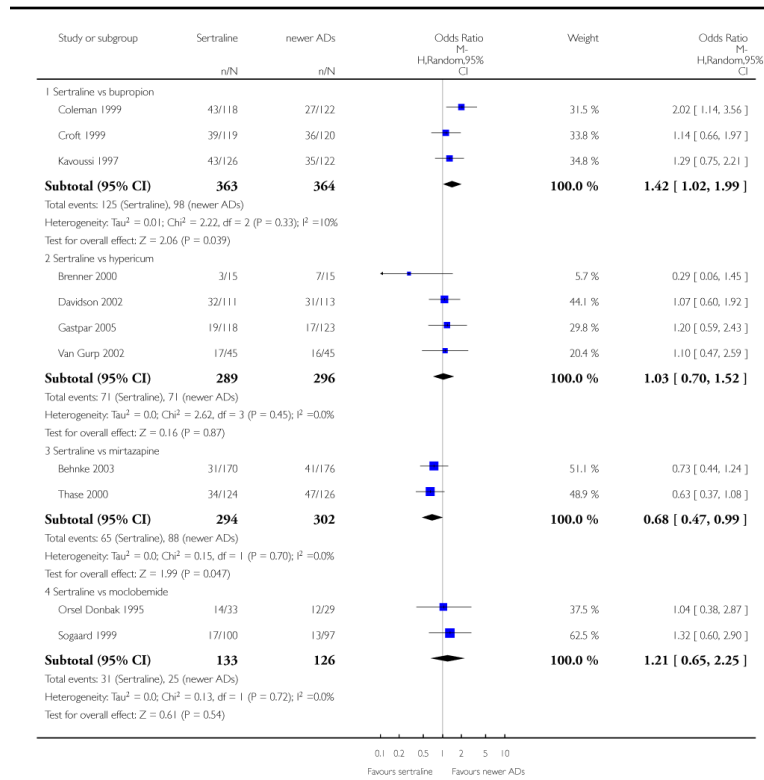 Study or subgroup Sertraline newer ADs Odds Ratio Weight Odds Ratio
M- M-
H,Random,95% H,Random,95%
n/N n/N CI CI
1 Sertraline vs bupropion
Coleman 1999 43/118 27/122 31.5 % 2.02 [ 1.14, 3.56 ]
Croft 1999 39/119 36/120 33.8 % 1.14 [ 0.66, 1.97 ]
Kavoussi 1997 43/126 35/122 34.8 % 1.29 [ 0.75, 2.21 ]
Subtotal (95% CI) 363 364 100.0 % 1.42 [ 1.02, 1.99 ]
Total events: 125 (Sertraline), 98 (newer ADs)
Heterogeneity: Tau² = 0.01; Chi² = 2.22, df = 2 (P = 0.33); I² =10%
Test for overall effect: Z = 2.06 (P = 0.039)
2 Sertraline vs hypericum
Brenner 2000 3/15 7/15 5.7 % 0.29 [ 0.06, 1.45 ]
Davidson 2002 32/111 31/113 44.1 % 1.07 [ 0.60, 1.92 ]
Gastpar 2005 19/118 17/123 29.8 % 1.20 [ 0.59, 2.43 ]
Van Gurp 2002 17/45 16/45 20.4 % 1.10 [ 0.47, 2.59 ]
Subtotal (95% CI) 289 296 100.0 % 1.03 [ 0.70, 1.52 ]
Total events: 71 (Sertraline), 71 (newer ADs)
Heterogeneity: Tau² = 0.0; Chi² = 2.62, df = 3 (P = 0.45); I² =0.0%
Test for overall effect: Z = 0.16 (P = 0.87)
3 Sertraline vs mirtazapine
Behnke 2003 31/170 41/176 51.1 % 0.73 [ 0.44, 1.24 ]
Thase 2000 34/124 47/126 48.9 % 0.63 [ 0.37, 1.08 ]
Subtotal (95% CI) 294 302 100.0 % 0.68 [ 0.47, 0.99 ]
Total events: 65 (Sertraline), 88 (newer ADs)
Heterogeneity: Tau² = 0.0; Chi² = 0.15, df = 1 (P = 0.70); I² =0.0%
Test for overall effect: Z = 1.99 (P = 0.047)
4 Sertraline vs moclobemide
Orsel Donbak 1995 14/33 12/29 37.5 % 1.04 [ 0.38, 2.87 ]
Sogaard 1999 17/100 13/97 62.5 % 1.32 [ 0.60, 2.90 ]
Subtotal (95% CI) 133 126 100.0 % 1.21 [ 0.65, 2.25 ]
Total events: 31 (Sertraline), 25 (newer ADs)
Heterogeneity: Tau² = 0.0; Chi² = 0.13, df = 1 (P = 0.72); I² =0.0%
Test for overall effect: Z = 0.61 (P = 0.54)
0.1 0.2 0.5 1 2 5 10
Favours sertraline Favours newer ADs